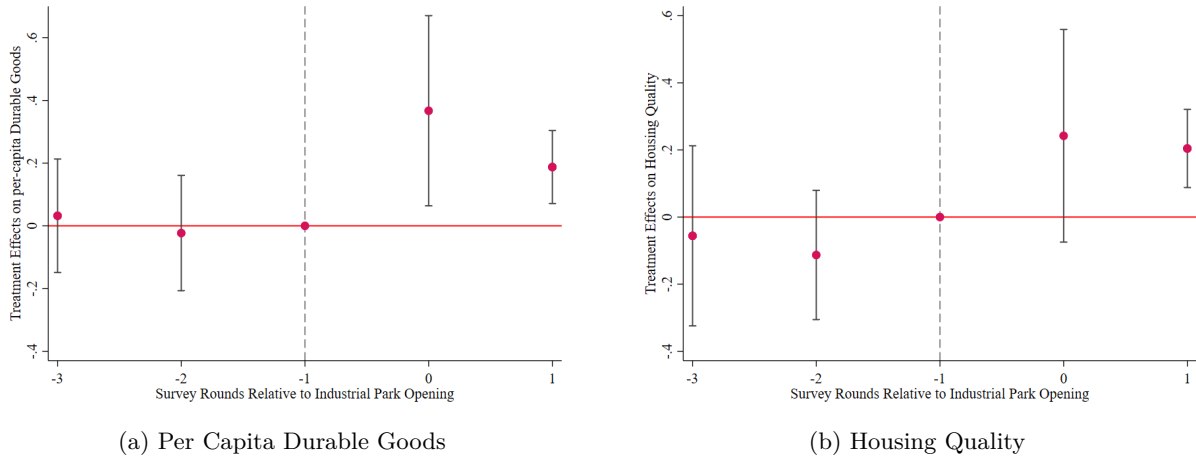 Treatment Effects on per-capita Durable Goods
.6
.4
.2
0
-.2
-.4
-3 -2 -1 0 1
Survey Rounds Relative to Industrial Park Opening
(a) Per Capita Durable Goods
Treatment Effects on Housing Quality
.6
.4
.2
0
-.2
-.4
-3 -2 -1 0 1
Survey Rounds Relative to Industrial Park Opening
(b) Housing Quality